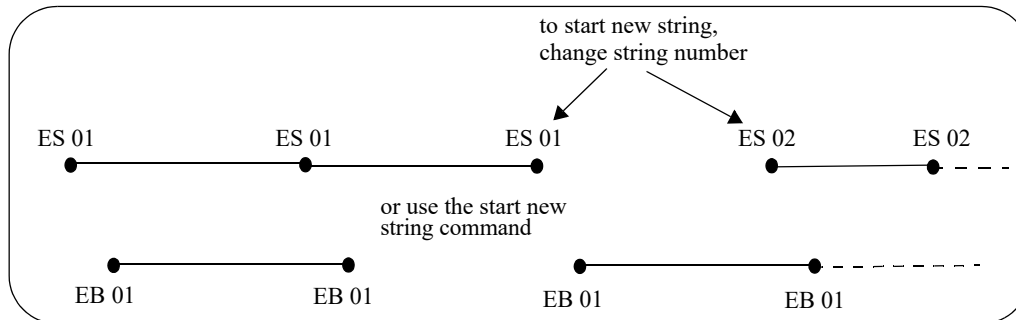 to start new string,
change string number
ES 01 ES 01 ES 01 ES 02 ES 02
or use the start new
string command
EB 01 EB 01 EB 01 EB 01